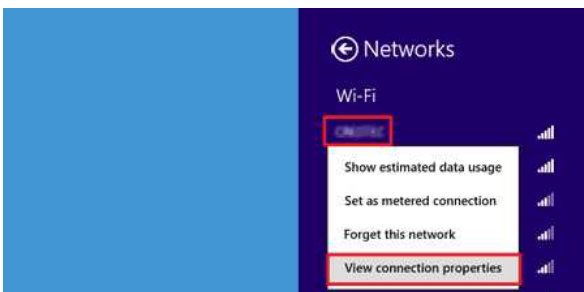 Networks
Wi-Fi
Show estimated data usage
Set as metered connection
Forget this network
View connection properties